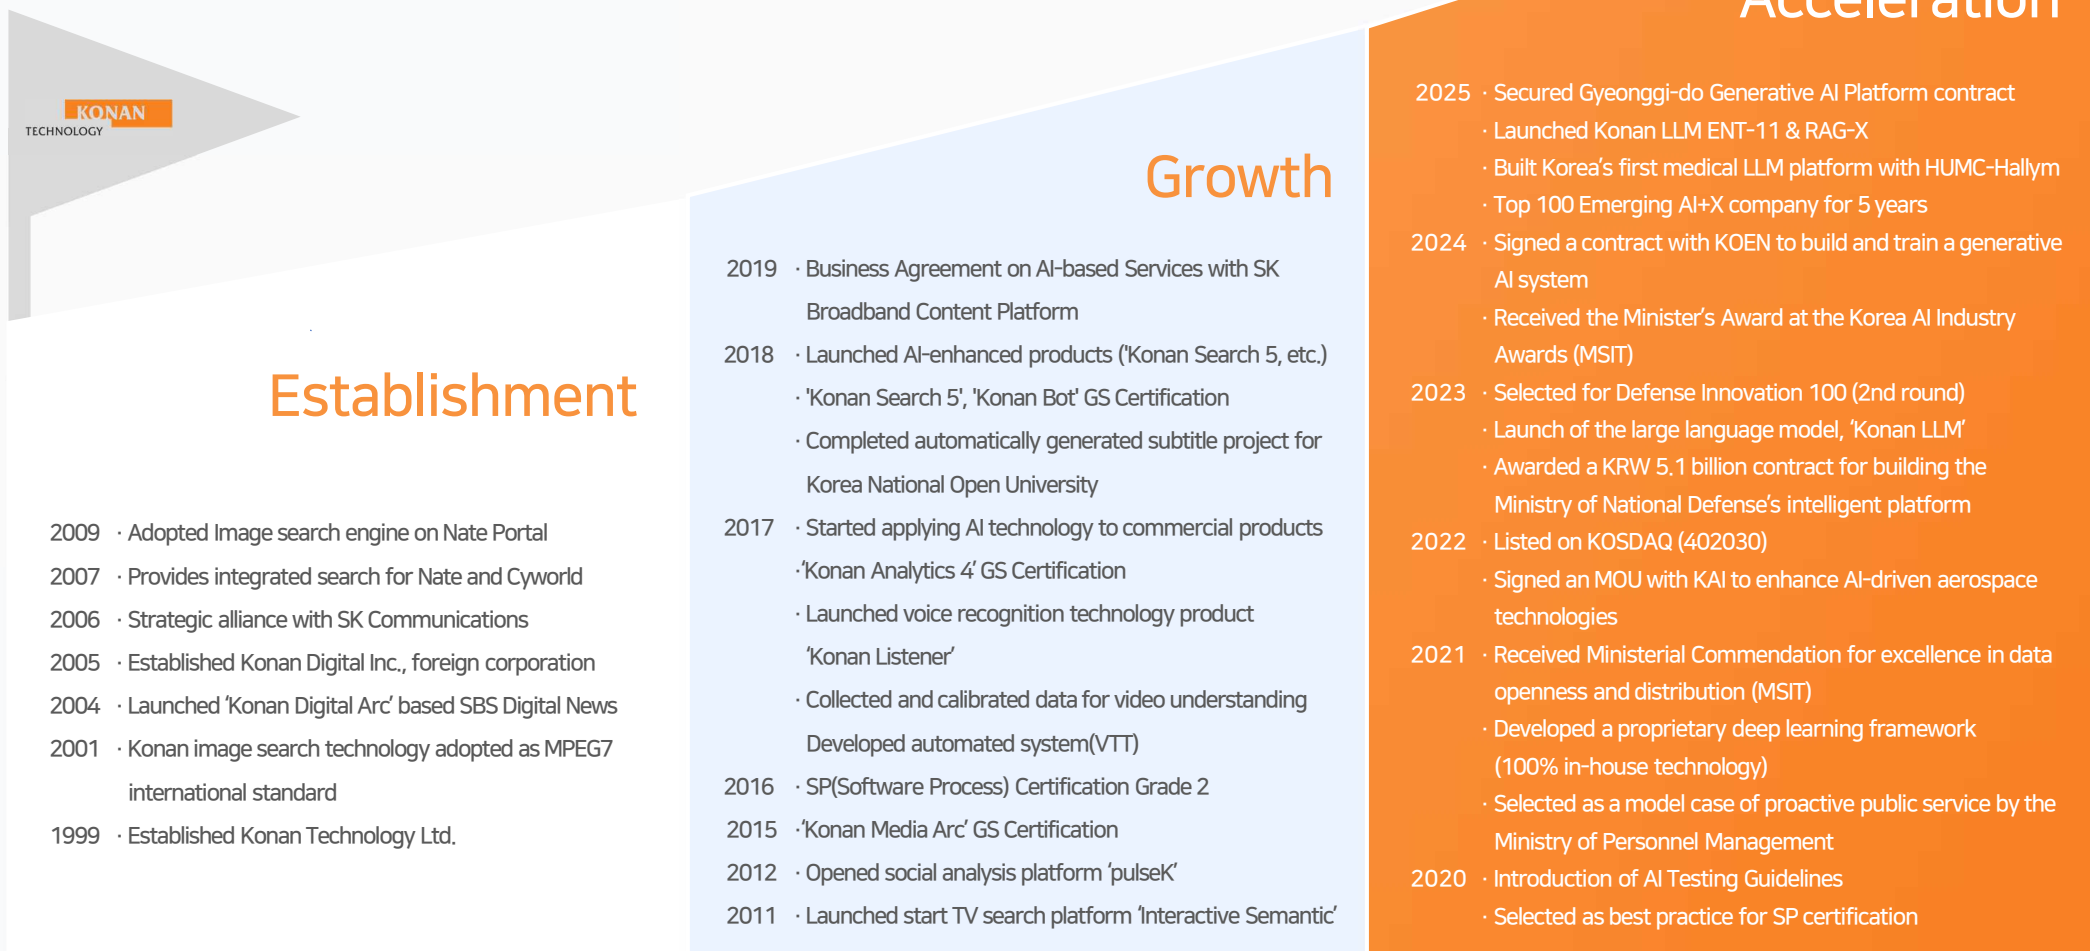 KONAN
TECHNOLOGY
Establishment
2009 · Adopted Image search engine on Nate Portal
2007 · Provides integrated search for Nate and Cyworld
2006 · Strategic alliance with SK Communications
2005 · Established Konan Digital Inc., foreign corporation
2004 · Launched ‘Konan Digital Arc’ based SBS Digital News
2001 · Konan image search technology adopted as MPEG7
international standard
1999 · Established Konan Technology Ltd.
Growth
2019 · Business Agreement on AI-based Services with SK
Broadband Content Platform
2018 · Launched AI-enhanced products ('Konan Search 5, etc.)
· 'Konan Search 5', 'Konan Bot' GS Certification
· Completed automatically generated subtitle project for
Korea National Open University
2017 · Started applying AI technology to commercial products
·‘Konan Analytics 4’ GS Certification
· Launched voice recognition technology product
‘Konan Listener’
· Collected and calibrated data for video understanding
Developed automated system(VTT)
2016 · SP(Software Process) Certification Grade 2
2015 ·‘Konan Media Arc’ GS Certification
2012 · Opened social analysis platform ‘pulseK’
2011 · Launched start TV search platform ‘Interactive Semantic’
Acceleration
2025 · Secured Gyeonggi-do Generative AI Platform contract
· Launched Konan LLM ENT-11 & RAG-X
· Built Korea’s first medical LLM platform with HUMC-Hallym
· Top 100 Emerging AI+X company for 5 years
2024 · Signed a contract with KOEN to build and train a generative
AI system
· Received the Minister’s Award at the Korea AI Industry
Awards (MSIT)
2023 · Selected for Defense Innovation 100 (2nd round)
· Launch of the large language model, ‘Konan LLM’
· Awarded a KRW 5.1 billion contract for building the
Ministry of National Defense’s intelligent platform
2022 · Listed on KOSDAQ (402030)
· Signed an MOU with KAI to enhance AI-driven aerospace
technologies
2021 · Received Ministerial Commendation for excellence in data
openness and distribution (MSIT)
· Developed a proprietary deep learning framework
(100% in-house technology)
· Selected as a model case of proactive public service by the
Ministry of Personnel Management
2020 · Introduction of AI Testing Guidelines
· Selected as best practice for SP certification